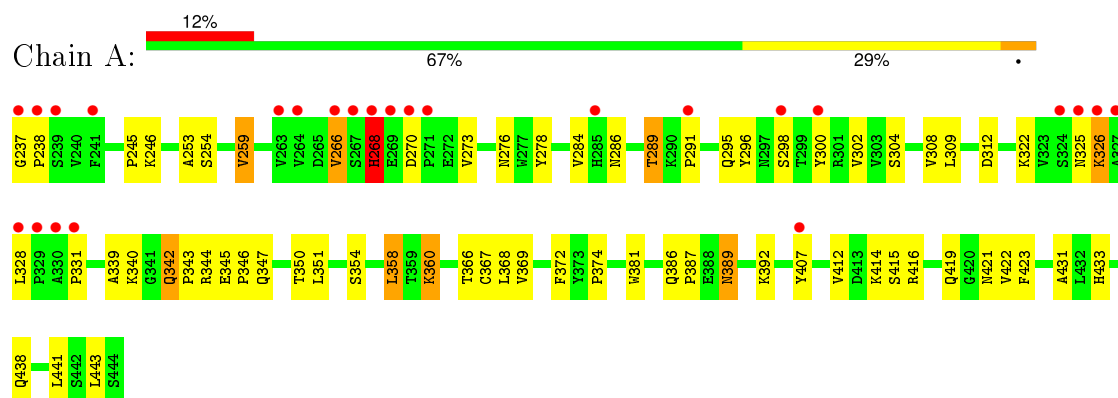 12%
Chain A:
67% 29% •
G237 P238 S239 V240 F241 P245 K246 A253 S254 V259 V263 V264 D265 V266 S267 H268 E269 D270 P271 E272 V273 N276 W277 Y278 V284 H285 N286 T289 K290 P291 Q295 Y296 N297 S298 T299 Y300 R301 V302 V303 S304 V308 L309 D312 K322 V323 S324 N325 K326 A327
L328 P329 A330 P331 A339 K340 G341 Q342 P343 R344 E345 P346 Q347 T350 L351 S354 L358 T359 K360 T366 C367 L368 V369 F372 Y373 P374 W381 Q386 P387 E388 N389 K392 Y407 V412 D413 K414 S415 R416 Q419 G420 N421 V422 F423 A431 L432 H433
Q438 L441 S442 L443 S444